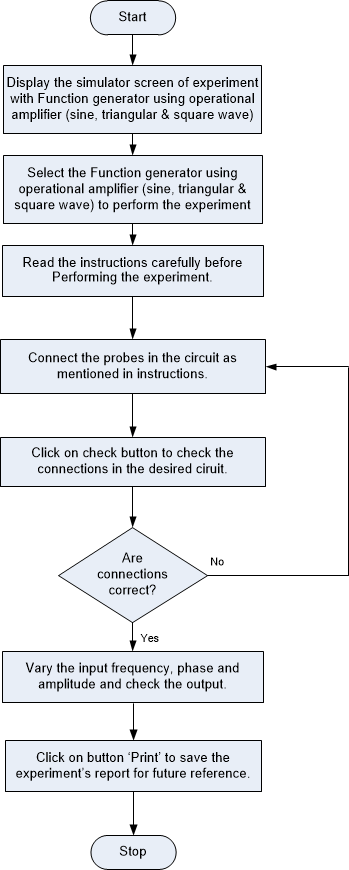 Start
Display the simulator screen of experiment
with Function generator using operational
amplifier (sine, triangular & square wave)
Select the Function generator using
operational amplifier (sine, triangular &
square wave) to perform the experiment
Read the instructions carefully before
Performing the experiment.
Connect the probes in the circuit as
mentioned in instructions.
Click on check button to check the
connections in the desired ciruit.
Are
connections
correct?
No
Yes
Vary the input frequency, phase and
amplitude and check the output.
Click on button ‘Print’ to save the
experiment’s report for future reference.
Stop